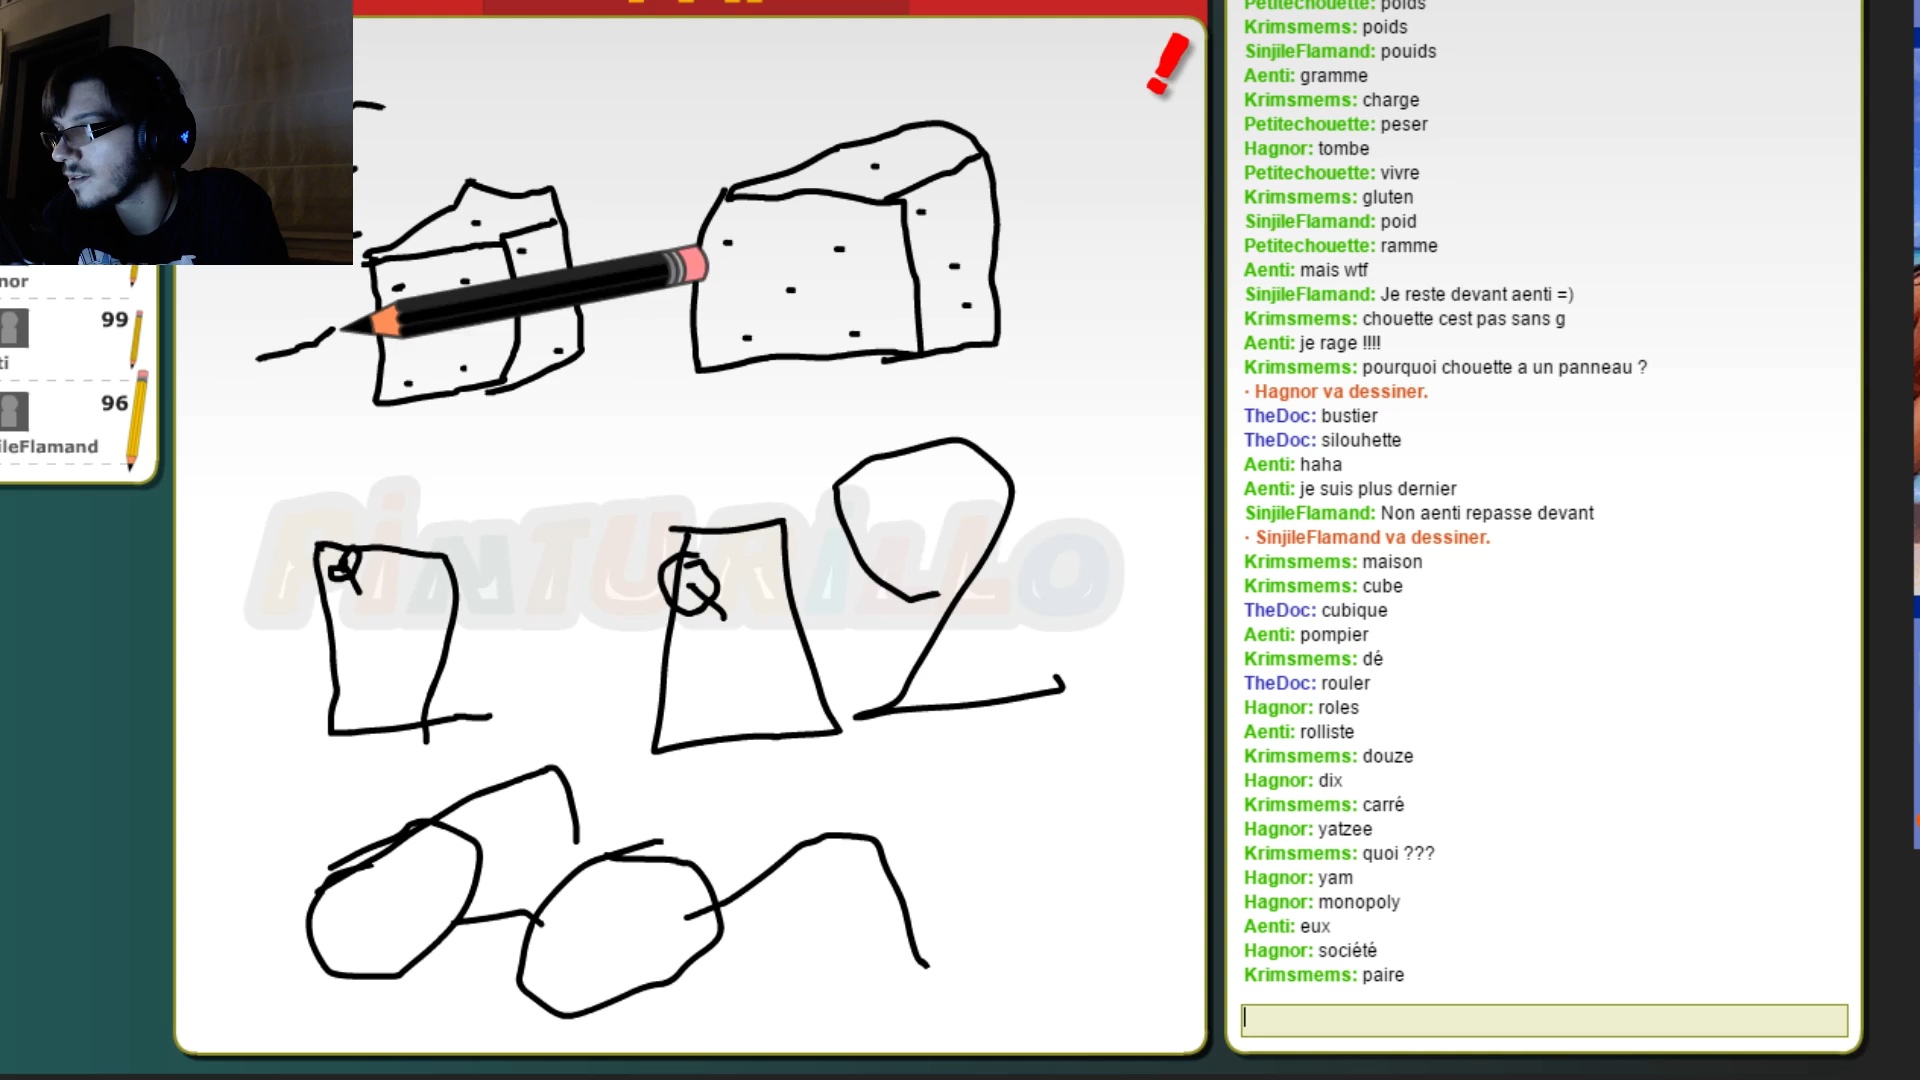 Petitechouette: poids
Krimsmems: poids
SinjileFlamand: pouids
Aenti: gramme
Krimsmems: charge
Petitechouette: peser
Hagnor: tombe
Petitechouette: vivre
Krimsmems: gluten
SinjileFlamand: poid
Petitechouette: ramme
Aenti: mais wtf
SinjileFlamand: Je reste devant aenti =)
Krimsmems: chouette cest pas sans g
Aenti: je rage !!!!
Krimsmems: pourquoi chouette a un panneau ?
· Hagnor va dessiner.
TheDoc: bustier
TheDoc: silouhette
Aenti: haha
Aenti: je suis plus dernier
SinjileFlamand: Non aenti repasse devant
· SinjileFlamand va dessiner.
Krimsmems: maison
Krimsmems: cube
TheDoc: cubique
Aenti: pompier
Krimsmems: dé
TheDoc: rouler
Hagnor: roles
Aenti: rolliste
Krimsmems: douze
Hagnor: dix
Krimsmems: carré
Hagnor: yatzee
Krimsmems: quoi ???
Hagnor: yam
Hagnor: monopoly
Aenti: eux
Hagnor: société
Krimsmems: paire
nor
99
ti
96
ileFlamand
!
PINTURILLO
2